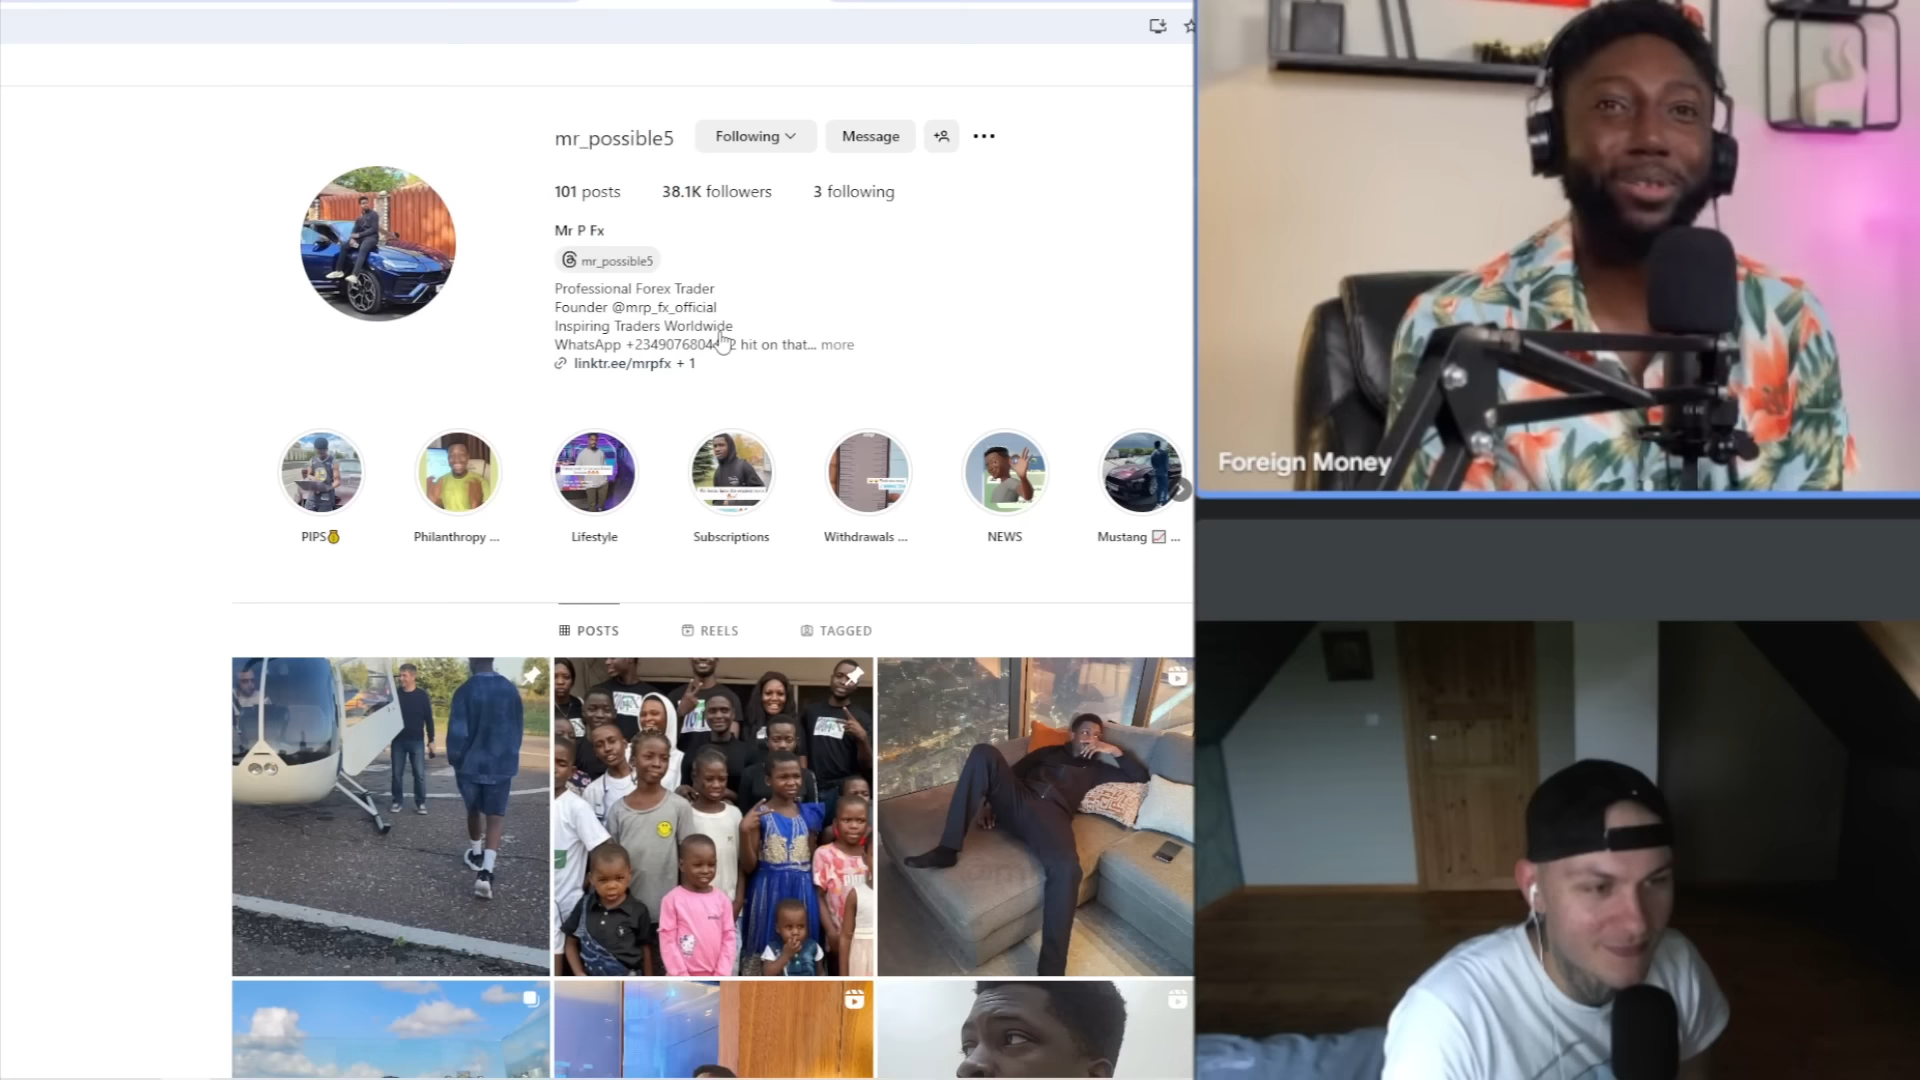 mr_possible5
Following
Message
101 posts
38.1K followers
3 following
Mr P Fx
mr_possible5
Professional Forex Trader
Founder @mrp_fx_official
Inspiring Traders Worldwide
WhatsApp hit on that... more
linktr.ee/mrpfx + 1
PIPS
Philanthropy ...
Lifestyle
Subscriptions
Withdrawals ...
NEWS
Mustang ...
POSTS
REELS
TAGGED
Foreign Money